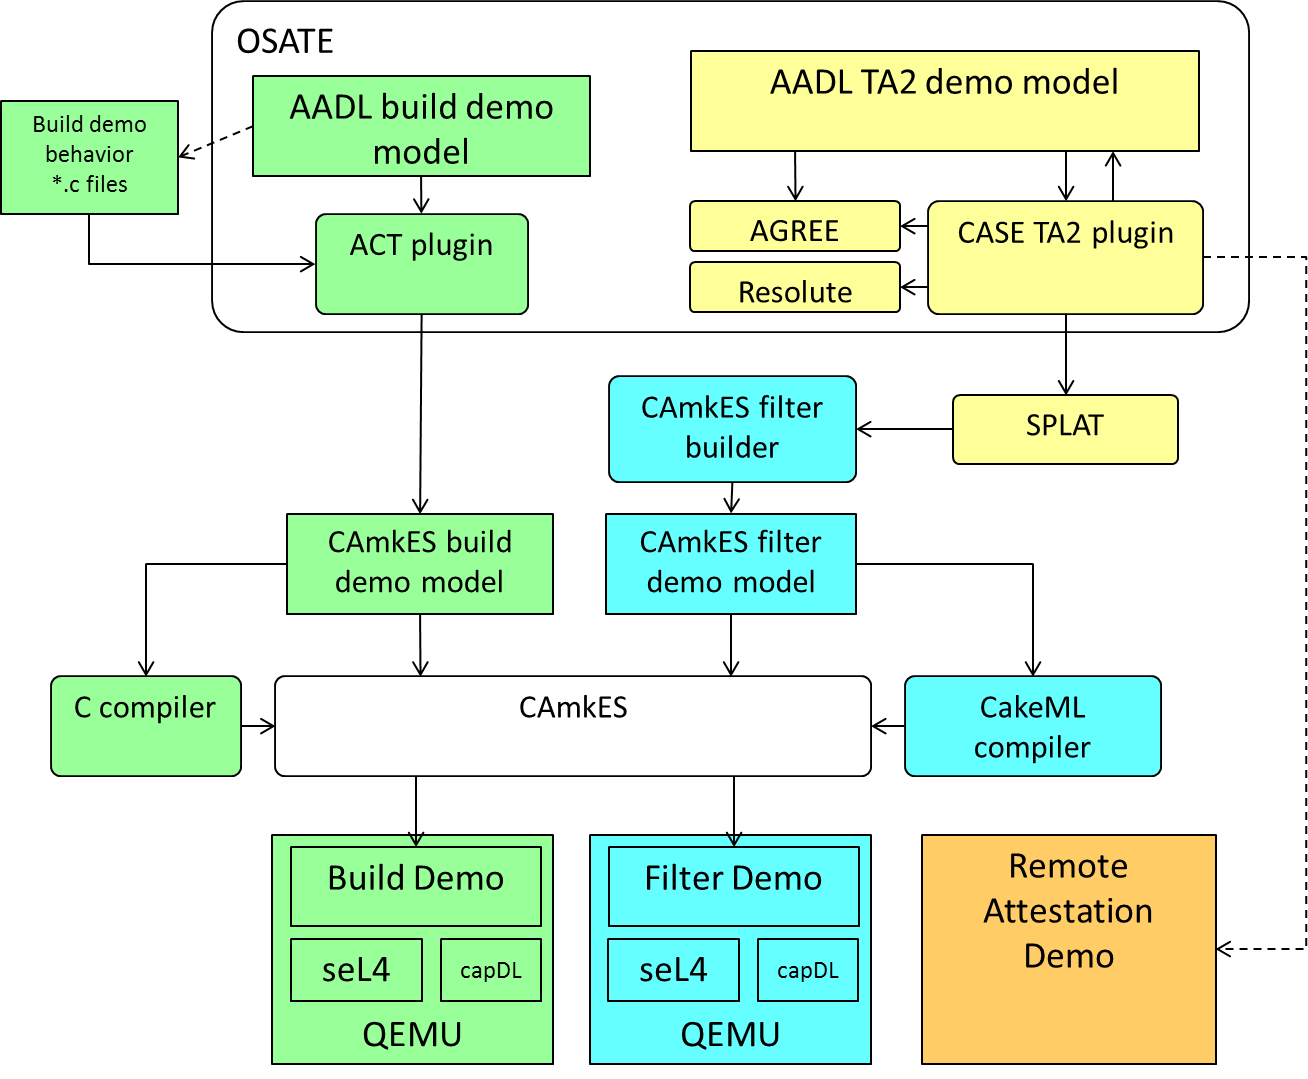 OSATE
AADL build demo
model
AADL TA2 demo model
Build demo
behavior
*.c files
ACT plugin
AGREE
CASE TA2 plugin
Resolute
CAmkES filter
builder
SPLAT
CAmkES build
demo model
CAmkES filter
demo model
C compiler
CAmkES
CakeML
compiler
Build Demo
seL4
capDL
QEMU
Filter Demo
seL4
capDL
QEMU
Remote
Attestation
Demo